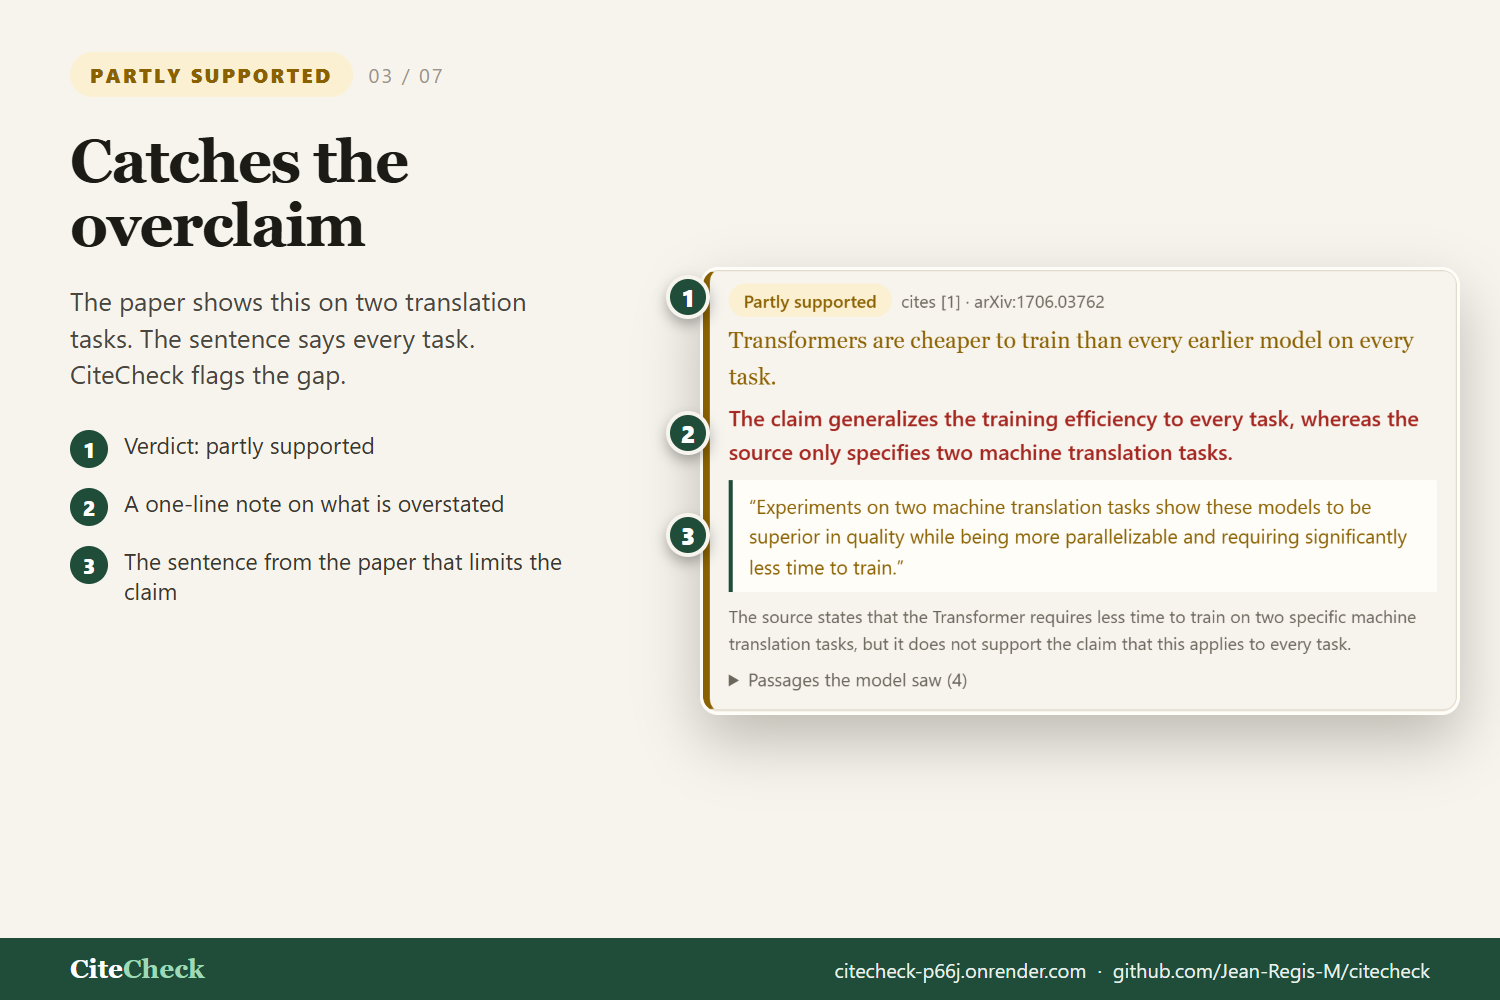 PARTLY SUPPORTED 03 / 07
Catches the
overclaim
The paper shows this on two translation
tasks. The sentence says every task.
CiteCheck flags the gap.
1 Verdict: partly supported
2 A one-line note on what is overstated
3 The sentence from the paper that limits the
claim
1 Partly supported cites [1] · arXiv:1706.03762
Transformers are cheaper to train than every earlier model on every
task.
2 The claim generalizes the training efficiency to every task, whereas the
source only specifies two machine translation tasks.
“Experiments on two machine translation tasks show these models to be
3 superior in quality while being more parallelizable and requiring significantly
less time to train.”
The source states that the Transformer requires less time to train on two specific machine
translation tasks, but it does not support the claim that this applies to every task.
▶ Passages the model saw (4)
CiteCheck citecheck-p66j.onrender.com · github.com/Jean-Regis-M/citecheck